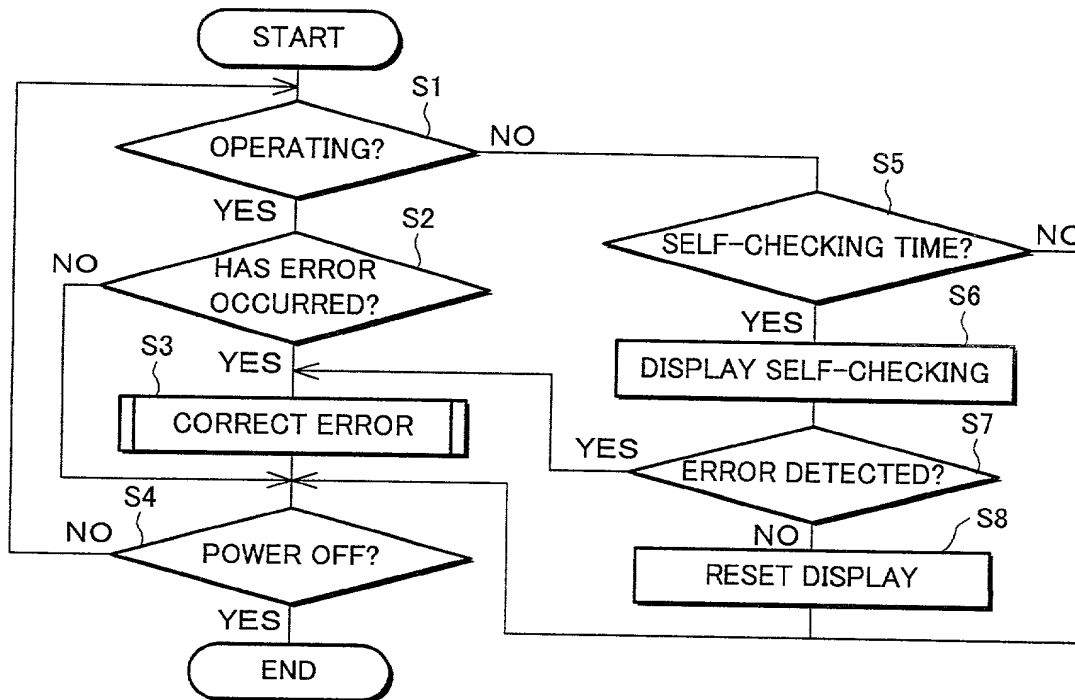 START
S1
OPERATING?
NO
YES
S2
NO
HAS ERROR
OCCURRED?
YES
S3
CORRECT ERROR
S4
NO
POWER OFF?
YES
END
S5
SELF-CHECKING TIME?
NO
YES
S6
DISPLAY SELF-CHECKING
S7
YES
ERROR DETECTED?
NO
S8
RESET DISPLAY